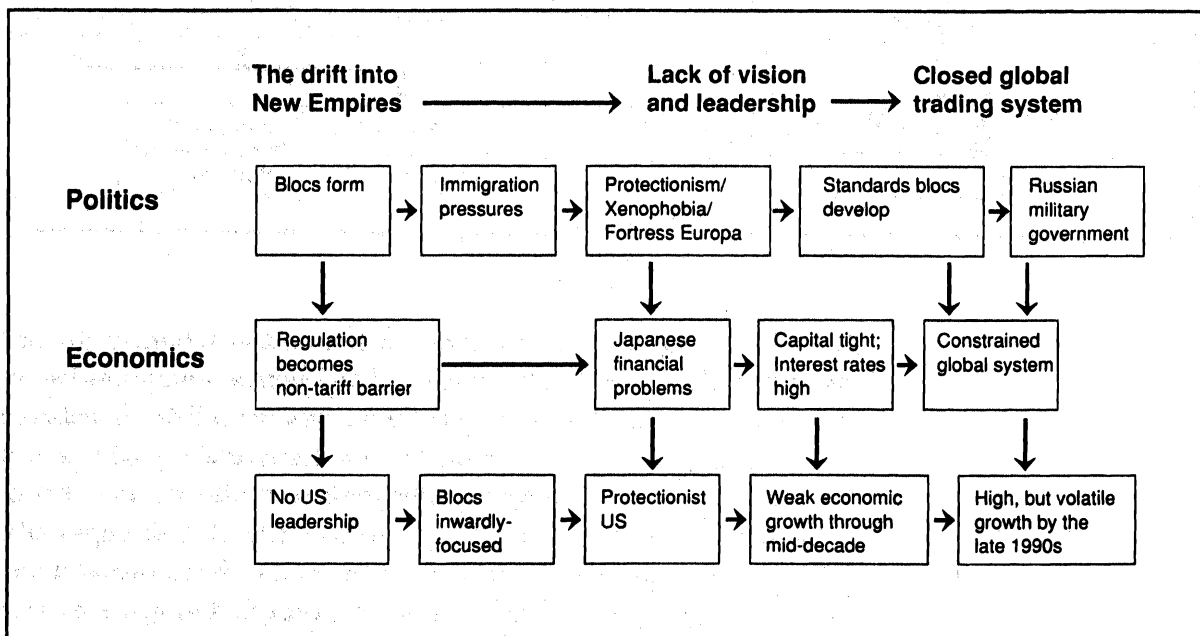 The drift into
New Empires
Lack of vision
and leadership
Closed global
trading system
Politics
Blocs form
Immigration
pressures
Protectionism/
Xenophobia/
Fortress Europa
Standards blocs
develop
Russian
military
government
Economics
Regulation
becomes
non-tariff barrier
Japanese
financial
problems
Capital tight;
Interest rates
high
Constrained
global system
No US
leadership
Blocs
inwardly-
focused
Protectionist
US
Weak economic
growth through
mid-decade
High, but volatile
growth by the
late 1990s